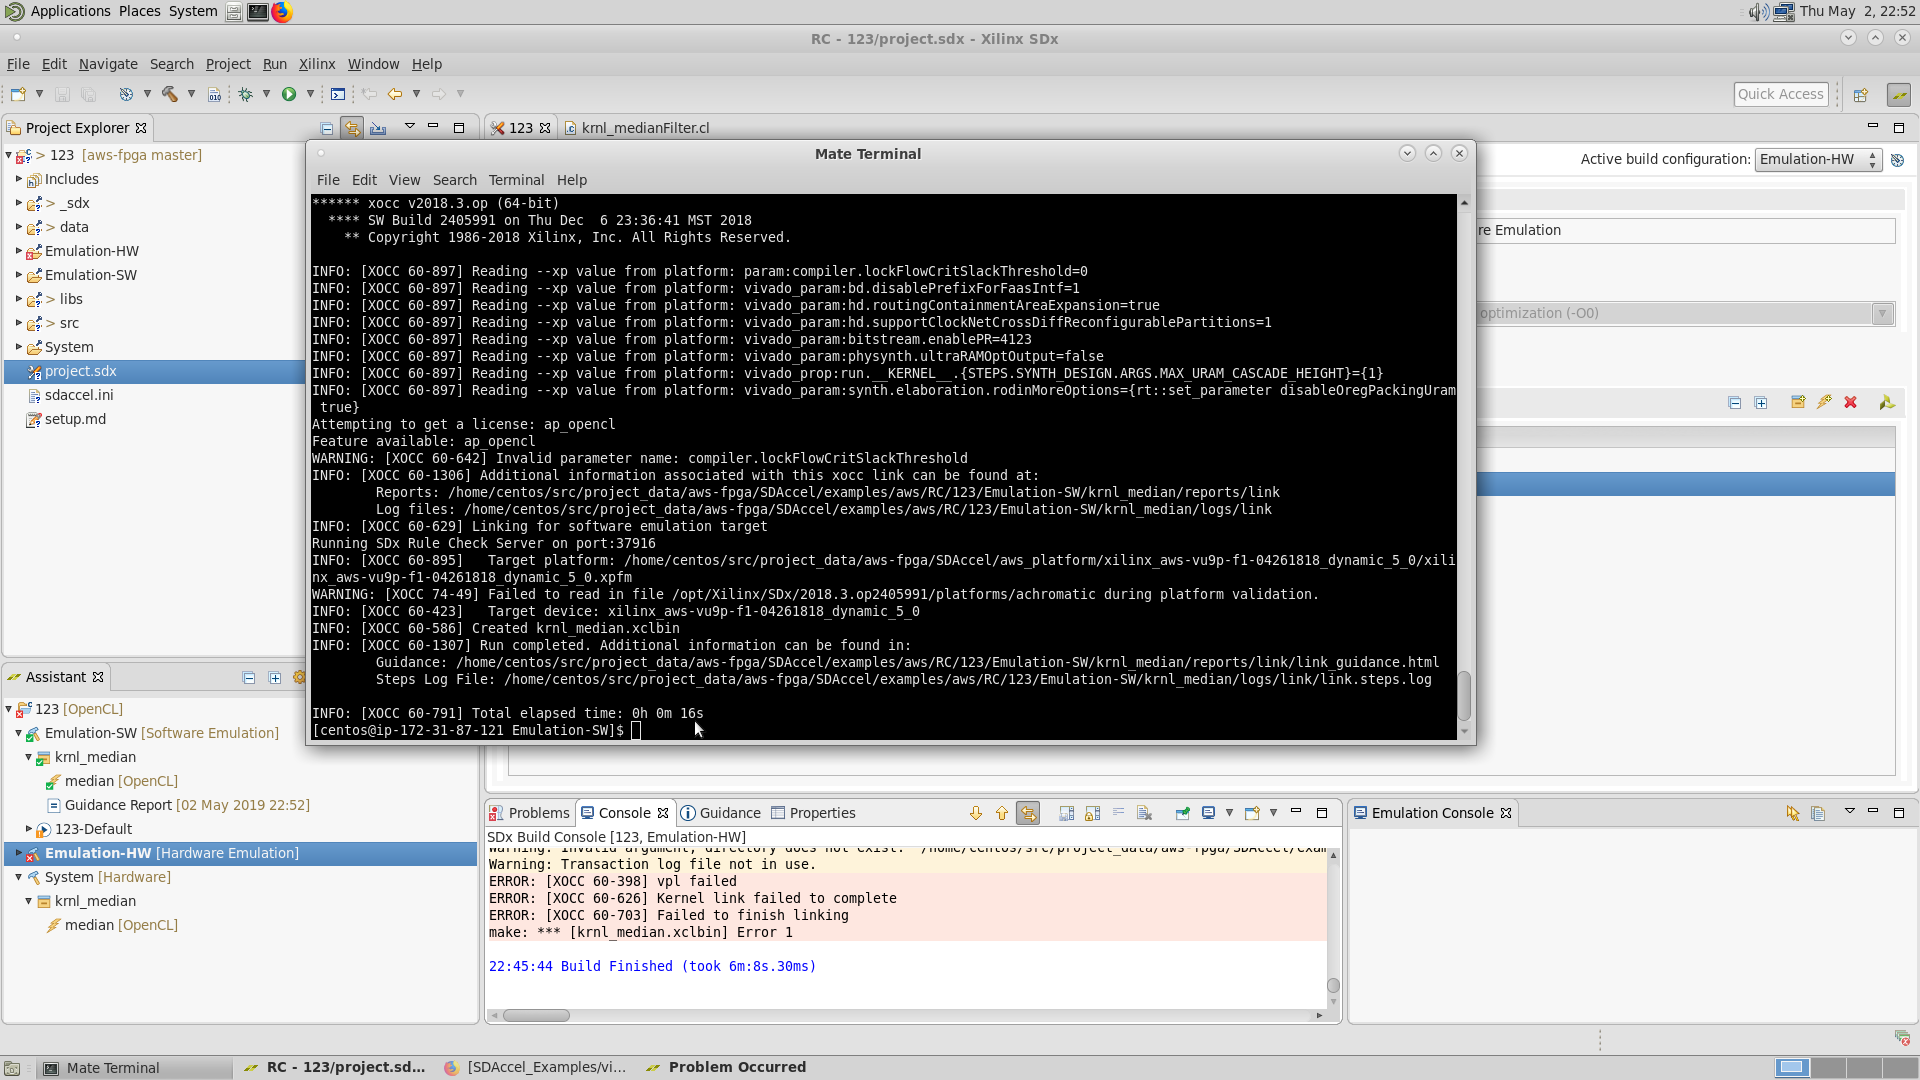 Applications Places System
Thu May 2, 22:52
RC - 123/project.sdx - Xilinx SDx
File Edit Navigate Search Project Run Xilinx Window Help
Quick Access
Project Explorer
123
krnl_medianFilter.cl
> 123 [aws-fpga master]
Includes
> _sdx
> data
Emulation-HW
Emulation-SW
> libs
> src
System
project.sdx
sdaccel.ini
setup.md
Active build configuration: Emulation-HW
re Emulation
optimization (-O0)
Mate Terminal
File Edit View Search Terminal Help
****** xocc v2018.3.op (64-bit)
**** SW Build 2405991 on Thu Dec  6 23:36:41 MST 2018
** Copyright 1986-2018 Xilinx, Inc. All Rights Reserved.
INFO: [XOCC 60-897] Reading --xp value from platform: param:compiler.lockFlowCritSlackThreshold=0
INFO: [XOCC 60-897] Reading --xp value from platform: vivado_param:bd.disablePrefixForFaasIntf=1
INFO: [XOCC 60-897] Reading --xp value from platform: vivado_param:hd.routingContainmentAreaExpansion=true
INFO: [XOCC 60-897] Reading --xp value from platform: vivado_param:hd.supportClockNetCrossDiffReconfigurablePartitions=1
INFO: [XOCC 60-897] Reading --xp value from platform: vivado_param:bitstream.enablePR=4123
INFO: [XOCC 60-897] Reading --xp value from platform: vivado_param:physynth.ultraRAMOptOutput=false
INFO: [XOCC 60-897] Reading --xp value from platform: vivado_prop:run.__KERNEL__.{STEPS.SYNTH_DESIGN.ARGS.MAX_URAM_CASCADE_HEIGHT}={1}
INFO: [XOCC 60-897] Reading --xp value from platform: vivado_param:synth.elaboration.rodinMoreOptions={rt::set_parameter disableOregPackingUram
true}
Attempting to get a license: ap_opencl
Feature available: ap_opencl
WARNING: [XOCC 60-642] Invalid parameter name: compiler.lockFlowCritSlackThreshold
INFO: [XOCC 60-1306] Additional information associated with this xocc link can be found at:
Reports: /home/centos/src/project_data/aws-fpga/SDAccel/examples/aws/RC/123/Emulation-SW/krnl_median/reports/link
Log files: /home/centos/src/project_data/aws-fpga/SDAccel/examples/aws/RC/123/Emulation-SW/krnl_median/logs/link
INFO: [XOCC 60-629] Linking for software emulation target
Running SDx Rule Check Server on port:37916
INFO: [XOCC 60-895]   Target platform: /home/centos/src/project_data/aws-fpga/SDAccel/aws_platform/xilinx_aws-vu9p-f1-04261818_dynamic_5_0/xili
nx_aws-vu9p-f1-04261818_dynamic_5_0.xpfm
WARNING: [XOCC 74-49] Failed to read in file /opt/Xilinx/SDx/2018.3.op2405991/platforms/achromatic during platform validation.
INFO: [XOCC 60-423]   Target device: xilinx_aws-vu9p-f1-04261818_dynamic_5_0
INFO: [XOCC 60-586] Created krnl_median.xclbin
INFO: [XOCC 60-1307] Run completed. Additional information can be found in:
Guidance: /home/centos/src/project_data/aws-fpga/SDAccel/examples/aws/RC/123/Emulation-SW/krnl_median/reports/link/link_guidance.html
Steps Log File: /home/centos/src/project_data/aws-fpga/SDAccel/examples/aws/RC/123/Emulation-SW/krnl_median/logs/link/link.steps.log
INFO: [XOCC 60-791] Total elapsed time: 0h 0m 16s
[centos@ip-172-31-87-121 Emulation-SW]$
Assistant
123 [OpenCL]
Emulation-SW [Software Emulation]
krnl_median
median [OpenCL]
Guidance Report [02 May 2019 22:52]
123-Default
Emulation-HW [Hardware Emulation]
System [Hardware]
krnl_median
median [OpenCL]
Problems Console Guidance Properties
SDx Build Console [123, Emulation-HW]
Warning: Invalid argument, directory does not exist: "/home/centos/src/project_data/aws-fpga/SDAccel/exam
Warning: Transaction log file not in use.
ERROR: [XOCC 60-398] vpl failed
ERROR: [XOCC 60-626] Kernel link failed to complete
ERROR: [XOCC 60-703] Failed to finish linking
make: *** [krnl_median.xclbin] Error 1
22:45:44 Build Finished (took 6m:8s.30ms)
Emulation Console
Mate Terminal
RC - 123/project.sd...
[SDAccel_Examples/vi...
Problem Occurred